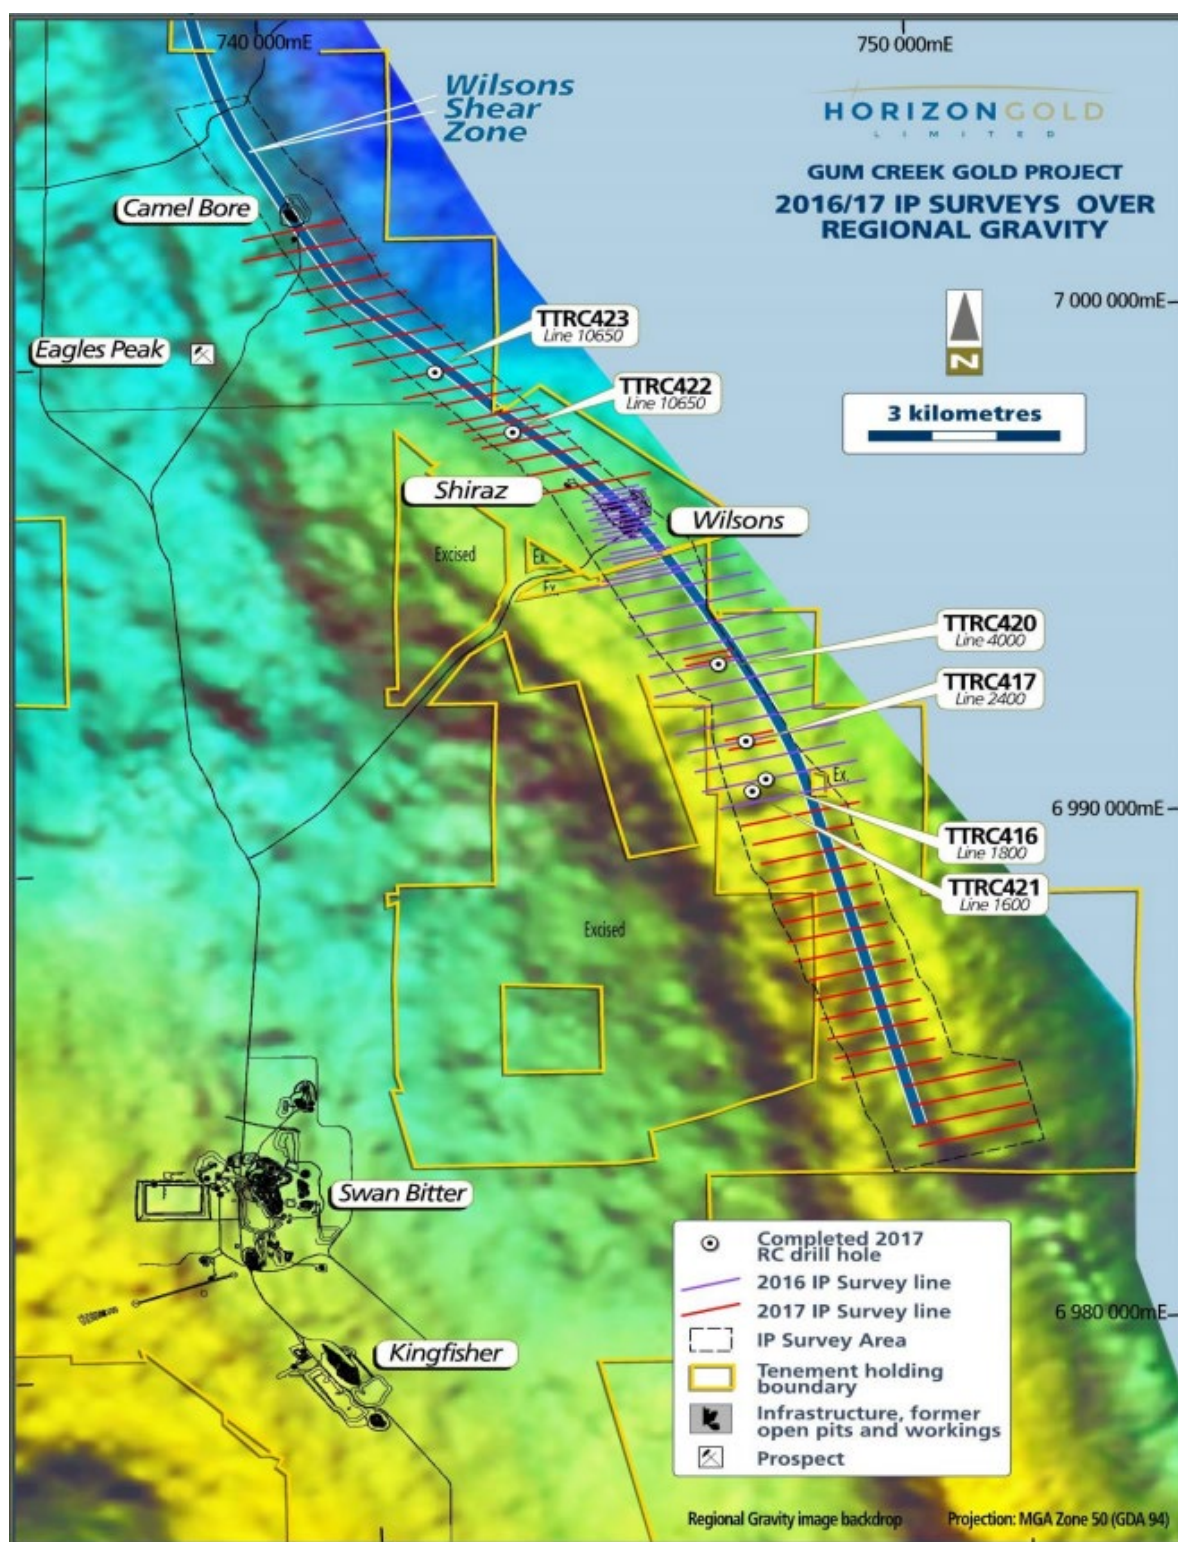 740 000mE
750 000mE
Wilsons
Shear
Zone
HORIZONGOLD
LIMITED
GUM CREEK GOLD PROJECT
2016/17 IP SURVEYS OVER
REGIONAL GRAVITY
Camel Bore
7 000 000mE
N
TTRC423
Line 10650
Eagles Peak
TTRC422
Line 10650
3 kilometres
Shiraz
Wilsons
Excised
Ex.
Ex.
TTRC420
Line 4000
TTRC417
Line 2400
Ex.
6 990 000mE
TTRC416
Line 1800
TTRC421
Line 1600
Excised
Swan Bitter
Kingfisher
Completed 2017
RC drill hole
2016 IP Survey line
2017 IP Survey line
IP Survey Area
Tenement holding
boundary
Infrastructure, former
open pits and workings
Prospect
6 980 000mE
Regional Gravity image backdrop
Projection: MGA Zone 50 (GDA 94)